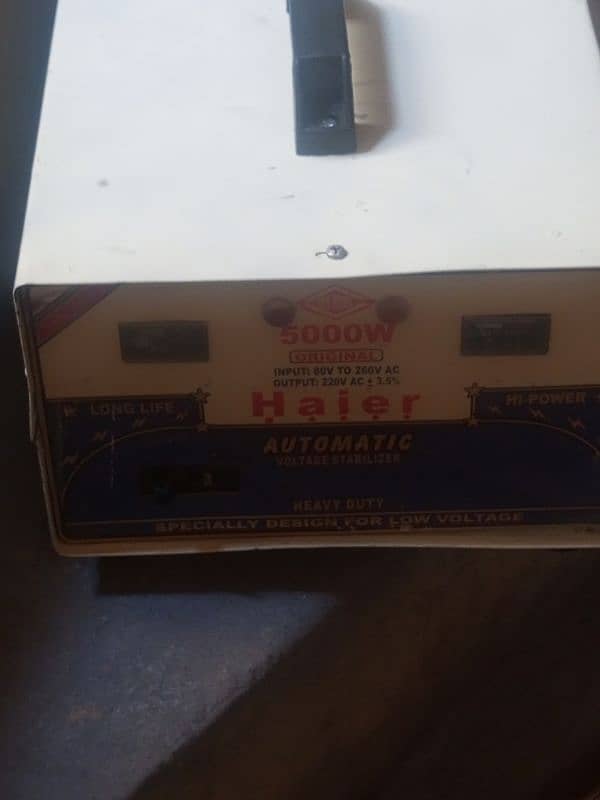 5000W
ORIGINAL
INPUT: 80V TO 260V AC
OUTPUT: 220V AC ± 3.5%
Haier
LONG LIFE
HI-POWER
AUTOMATIC
VOLTAGE STABILIZER
HEAVY DUTY
SPECIALLY DESIGN FOR LOW VOLTAGE